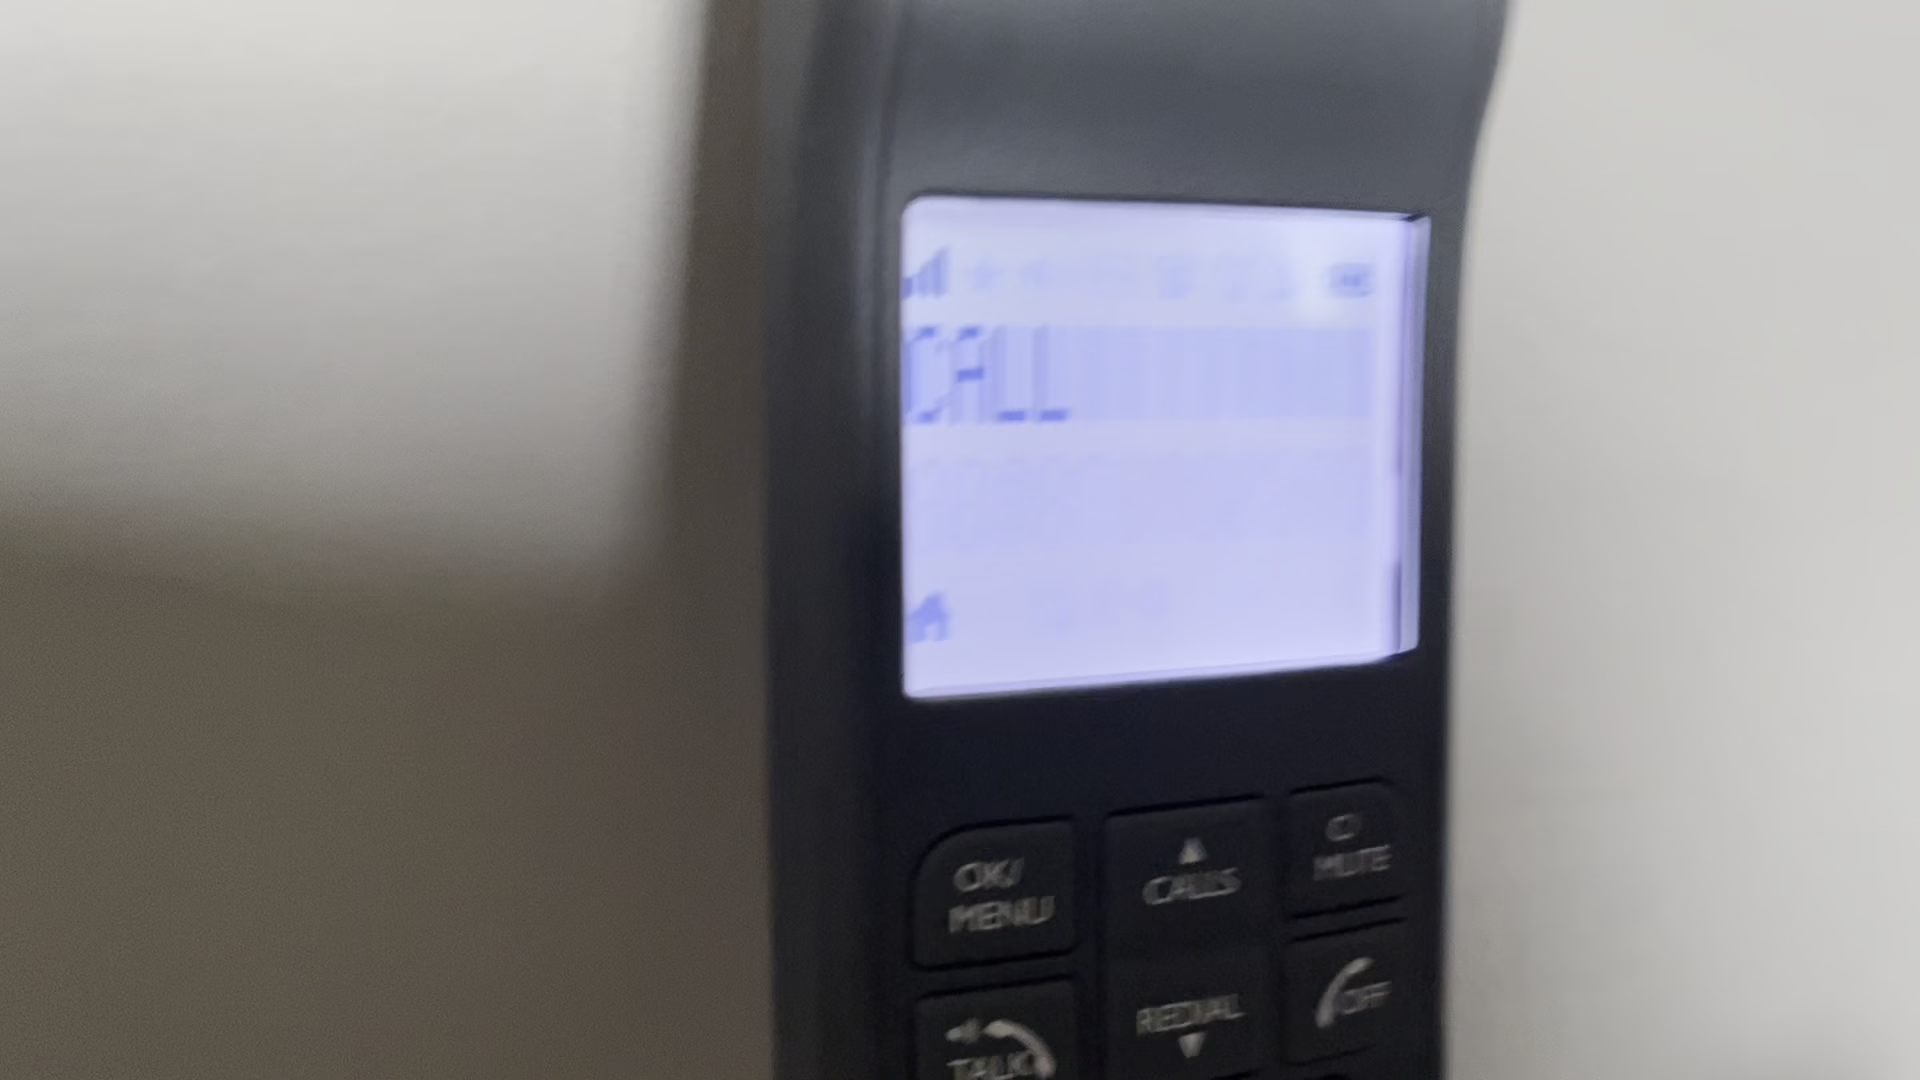 CALL
OK/
MENU
CALLS
C/
MUTE
TALK
REDIAL
OFF